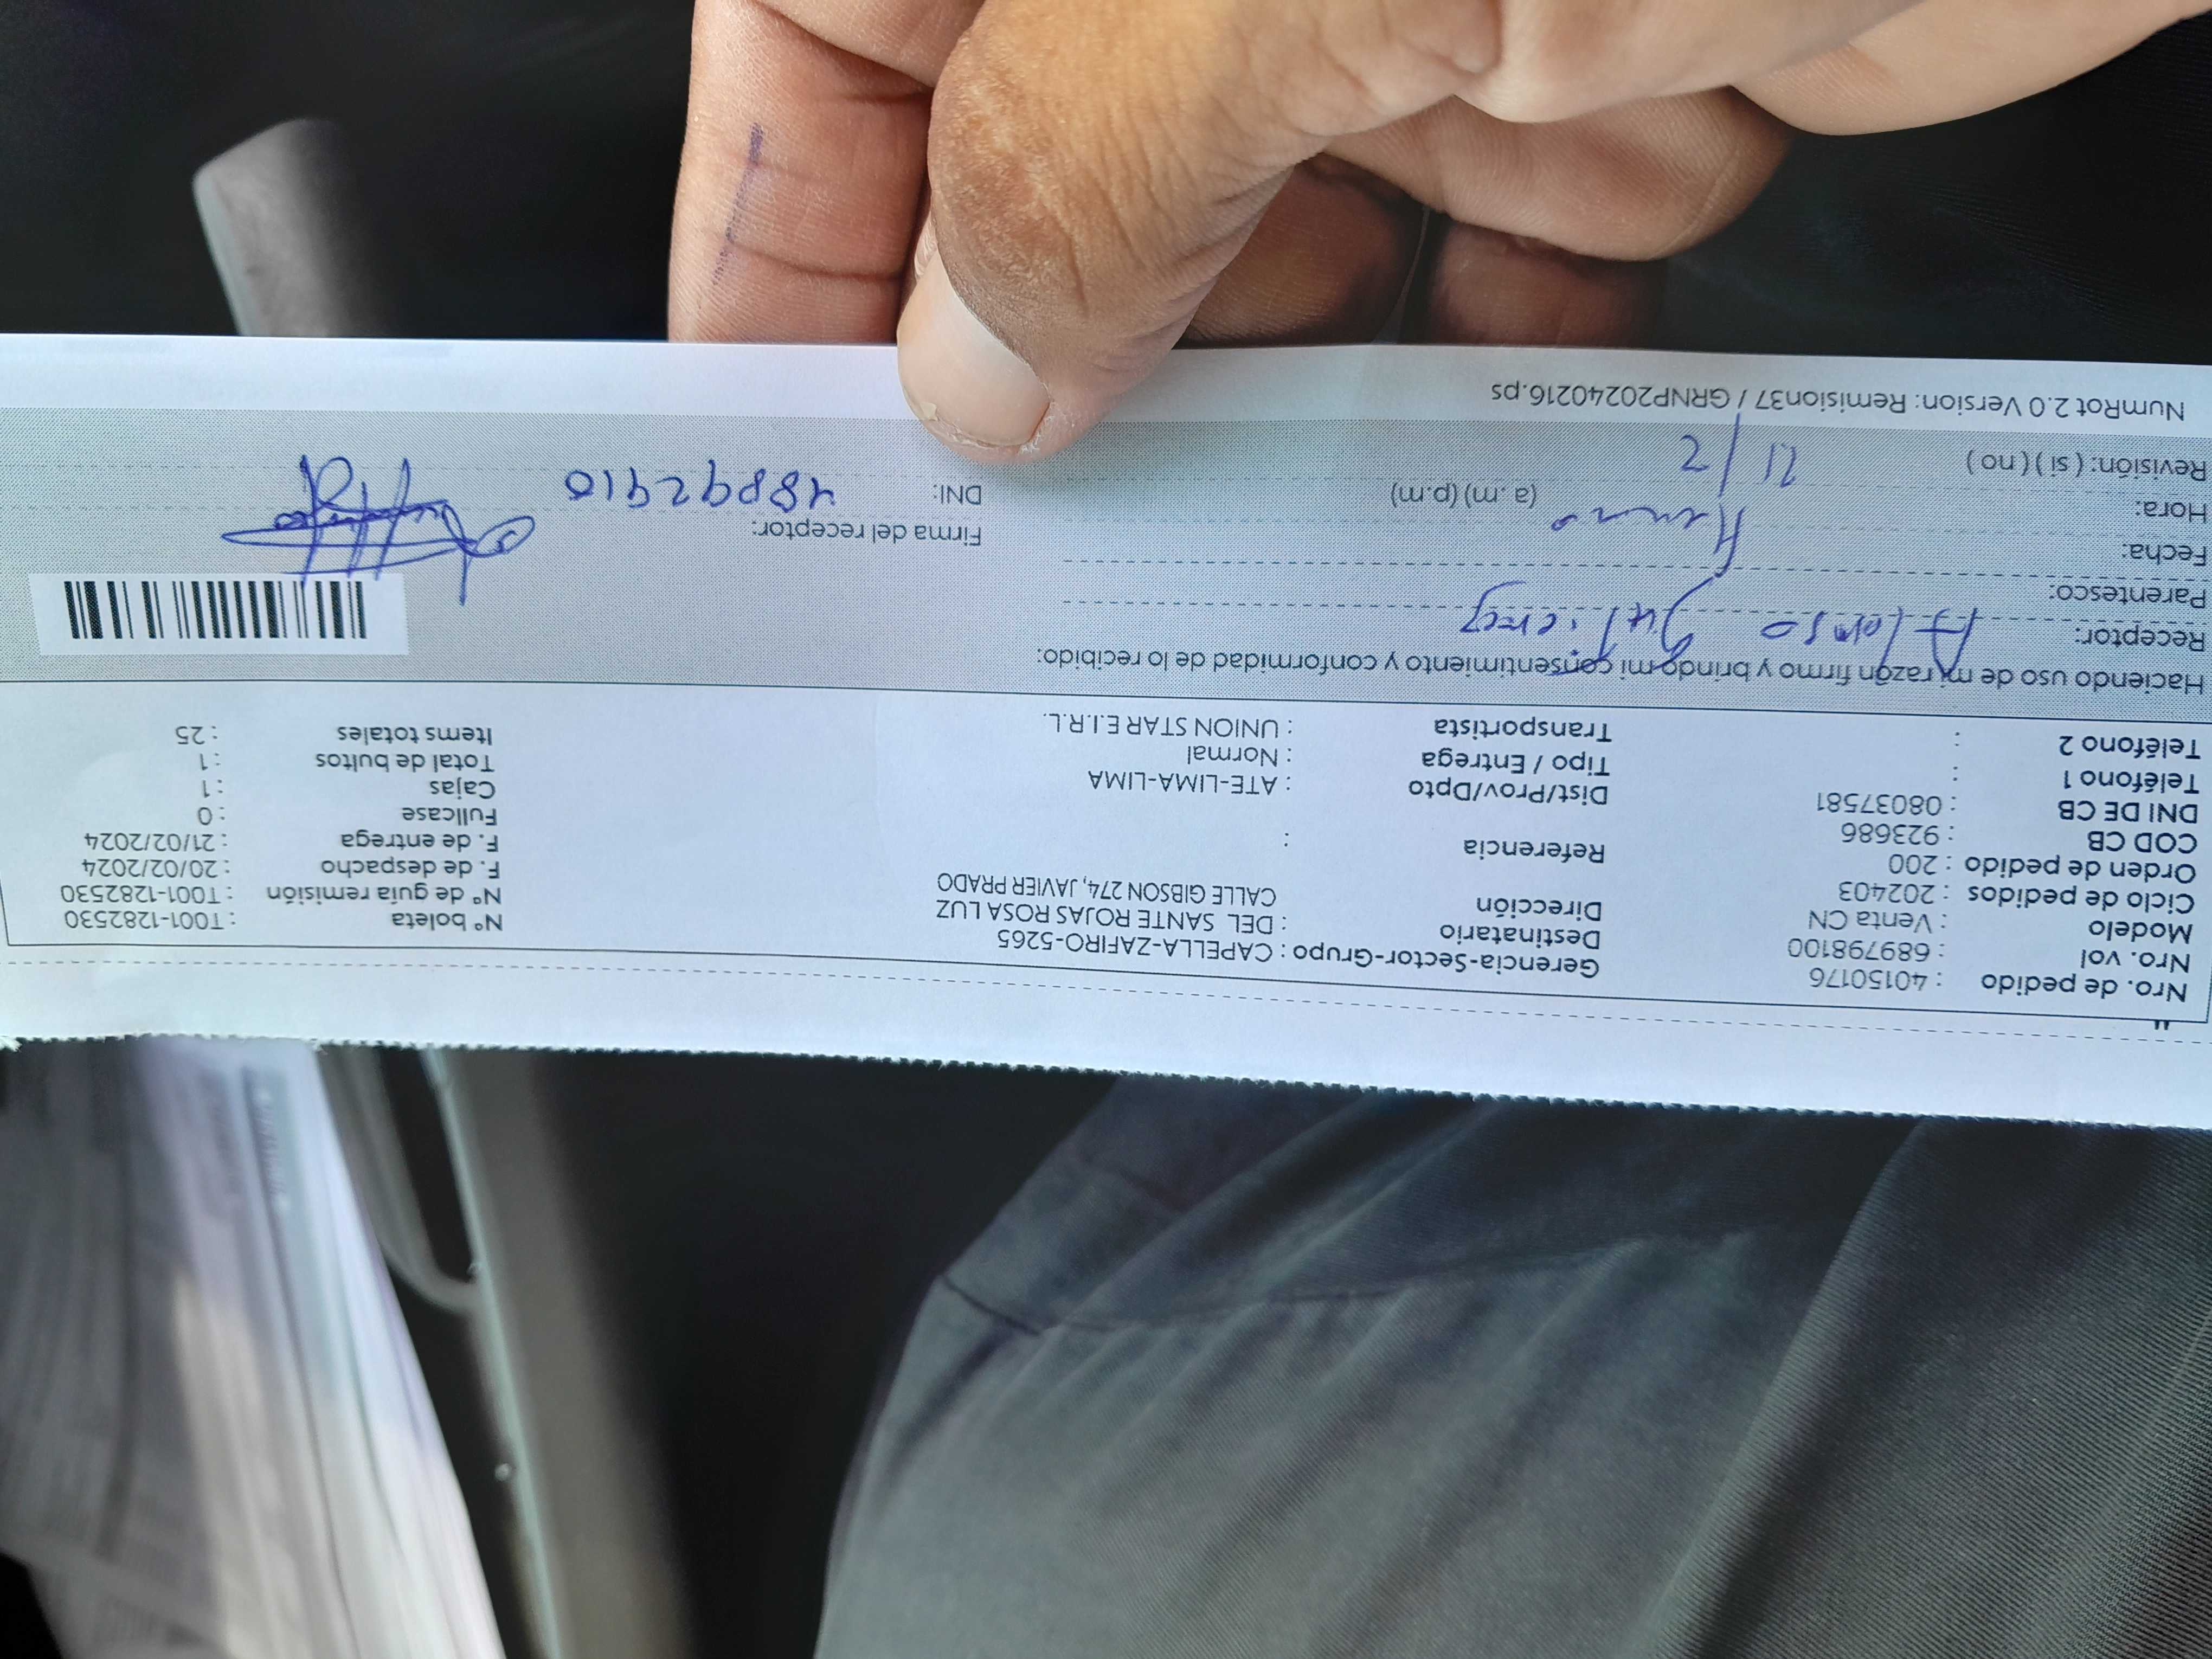 Nro. de pedido : 40150176 Gerencia-Sector-Grupo : CAPELLA-ZAFIRO-5265 N° boleta : T001-1282530
Nro. vol : 689798100 Destinatario : DEL SANTE ROJAS ROSA LUZ N° de guía remisión : T001-1282530
Modelo : Venta CN Dirección CALLE GIBSON 274, JAVIER PRADO F. de despacho : 20/02/2024
Ciclo de pedidos : 202403 F. de entrega : 21/02/2024
Orden de pedido : 200 Referencia : Fullcase : 0
COD CB : 923686 Cajas : 1
DNI DE CB : 08037581 Dist/Prov/Dpto : ATE-LIMA-LIMA Total de bultos : 1
Teléfono 1 : Tipo / Entrega : Normal Items totales : 25
Teléfono 2 : Transportista : UNION STAR E.I.R.L.
Haciendo uso de mi razón firmo y brindo mi consentimiento y conformidad de lo recibido:
Receptor: Alonso Gutierrez
Parentesco:
Fecha: Firma del receptor:
Hora: (a. m) (p.m) DNI: 48892910
Revisión: ( si ) ( no ) 21/2
NumRot 2.0 Version: Remision37 / GRNP20240216.ps